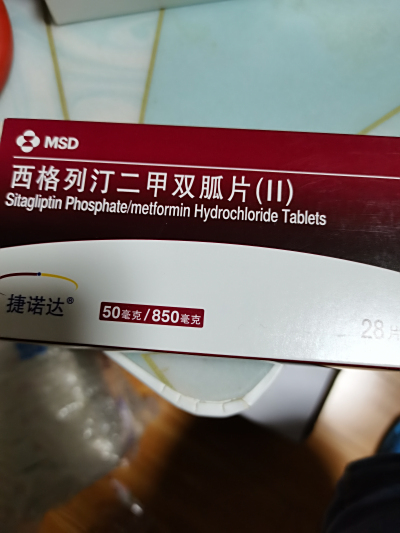 MSD
西格列汀二甲双胍片(II)
Sitagliptin Phosphate/metformin Hydrochloride Tablets
捷诺达®
50毫克/850毫克
28片